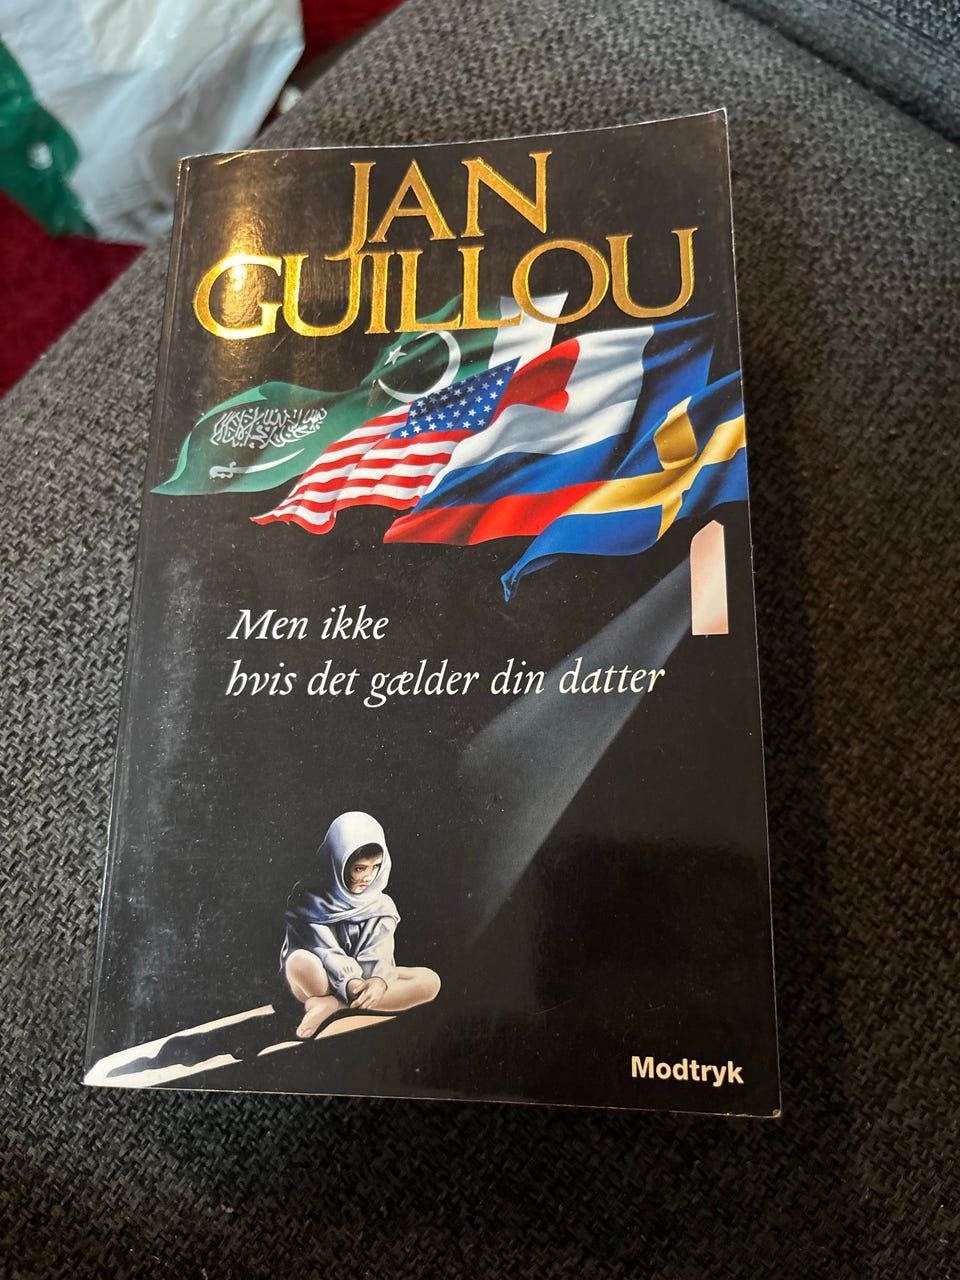 JAN
GUILLOU
Men ikke
hvis det gælder din datter
Modtryk